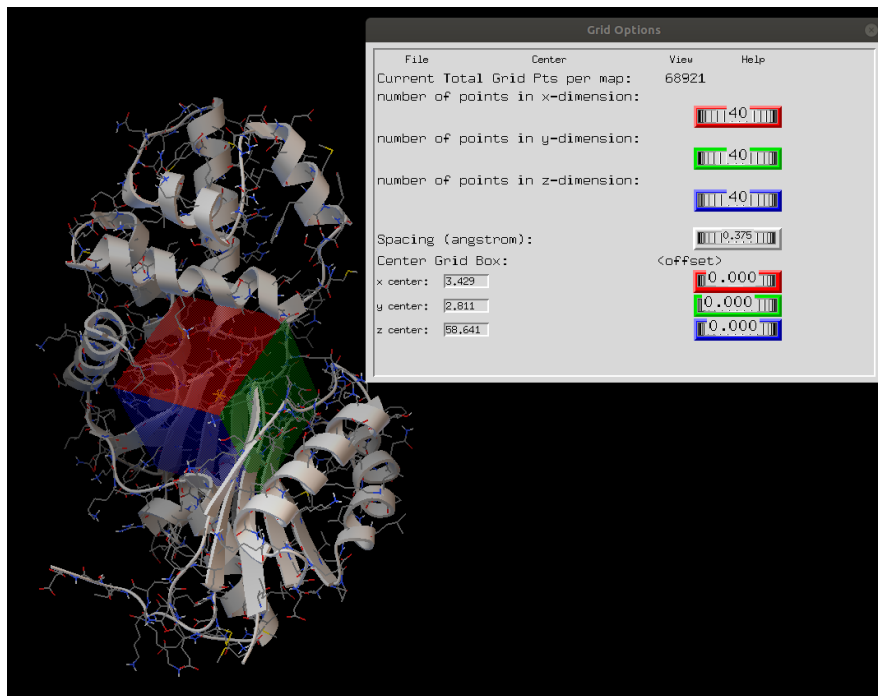 Grid Options
File Center View Help
Current Total Grid Pts per map: 68921
number of points in x-dimension:
40
number of points in y-dimension:
40
number of points in z-dimension:
40
Spacing (angstrom): 0.375
Center Grid Box: <offset>
x center: 3.429 0.000
y center: 2.811 0.000
z center: 58.641 0.000